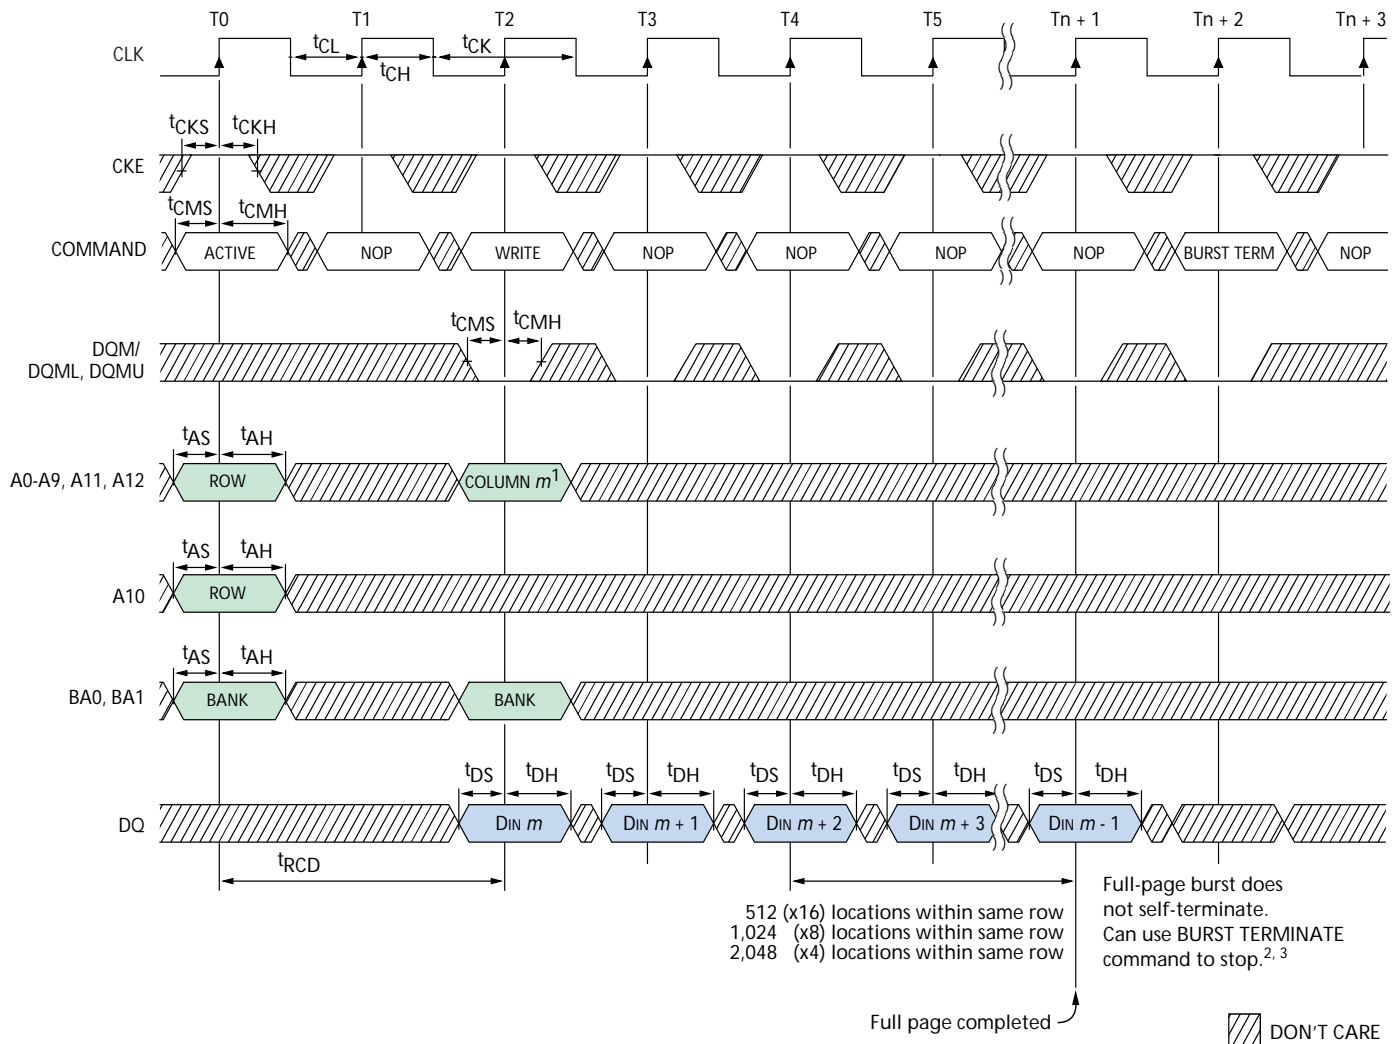 T0 T1 T2 T3 T4 T5 Tn + 1 Tn + 2 Tn + 3
CLK
tCL tCK
tCH
tCKS tCKH
CKE
tCMS tCMH
COMMAND ACTIVE NOP WRITE NOP NOP NOP NOP BURST TERM NOP
tCMS tCMH
DQM/
DQML, DQMU
tAS tAH
A0-A9, A11, A12 ROW COLUMN m1
tAS tAH
A10 ROW
tAS tAH
BA0, BA1 BANK BANK
tDS tDH tDS tDH tDS tDH tDS tDH tDS tDH
DQ DIN m DIN m + 1 DIN m + 2 DIN m + 3 DIN m - 1
tRCD
512 (x16) locations within same row
1,024 (x8) locations within same row
2,048 (x4) locations within same row
Full-page burst does
not self-terminate.
Can use BURST TERMINATE
command to stop.2, 3
Full page completed
DON'T CARE